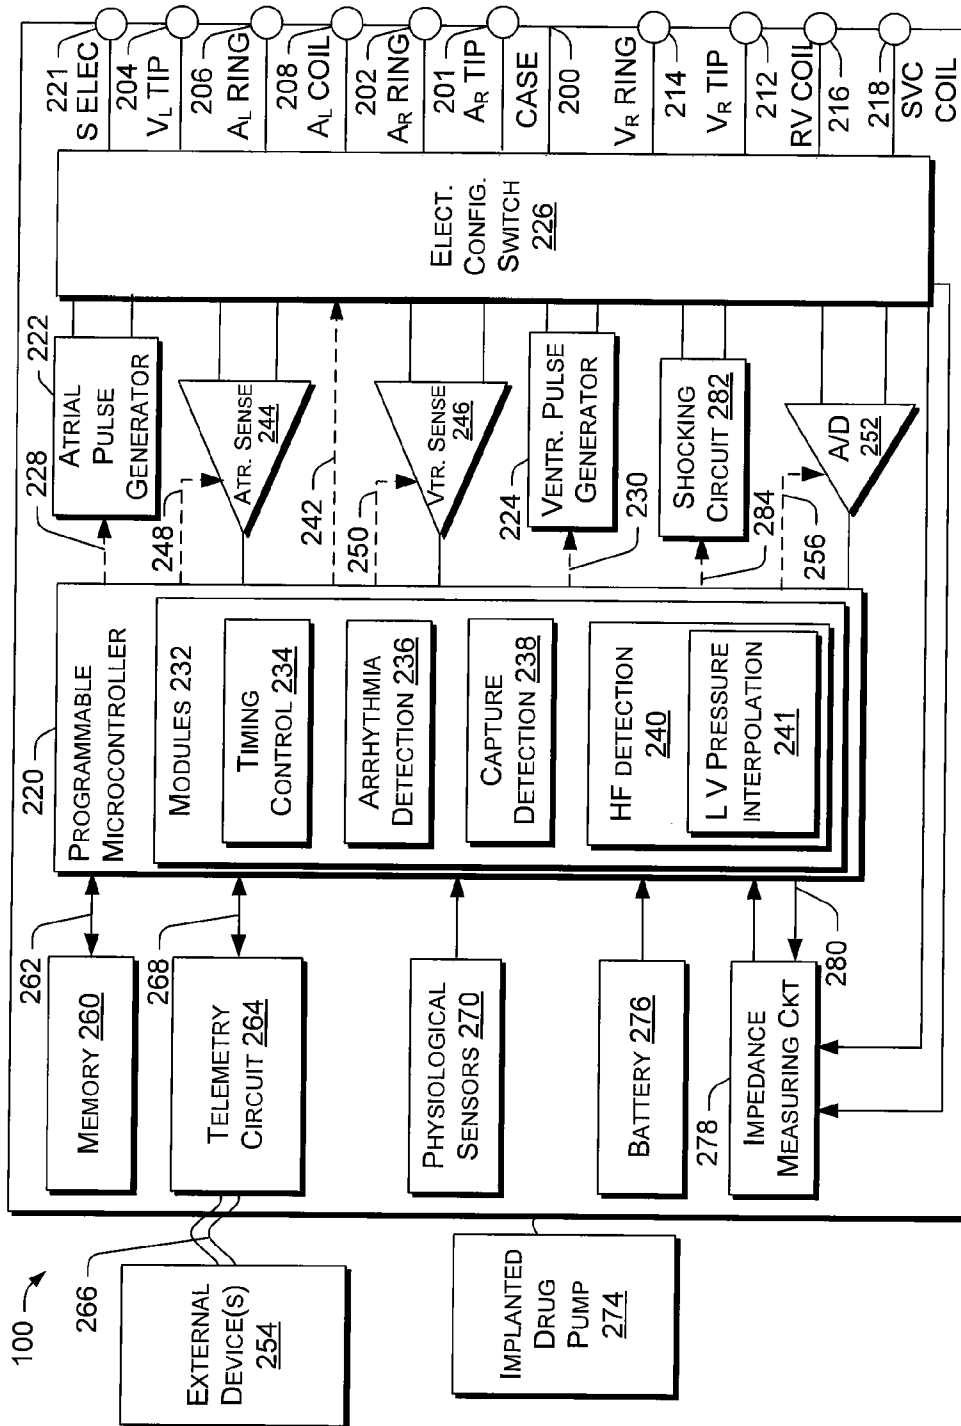 100
221
S ELEC
204
VL TIP
206
AL RING
208
AL COIL
202
AR RING
201
AR TIP
CASE
200
VR RING
214
VR TIP
212
RV COIL
216
218
SVC
COIL
ELECT.
CONFIG.
SWITCH
226
222
ATRIAL
PULSE
GENERATOR
228
ATR. SENSE
244
248
242
VTR. SENSE
246
250
VENTR. PULSE
GENERATOR
224
230
SHOCKING
CIRCUIT 282
284
A/D
252
256
220
PROGRAMMABLE
MICROCONTROLLER
MODULES 232
TIMING
CONTROL 234
ARRHYTHMIA
DETECTION 236
CAPTURE
DETECTION 238
HF DETECTION
240
L V PRESSURE
INTERPOLATION
241
262
268
280
MEMORY 260
TELEMETRY
CIRCUIT 264
PHYSIOLOGICAL
SENSORS 270
BATTERY 276
278
IMPEDANCE
MEASURING CKT
266
EXTERNAL
DEVICE(S)
254
IMPLANTED
DRUG
PUMP
274